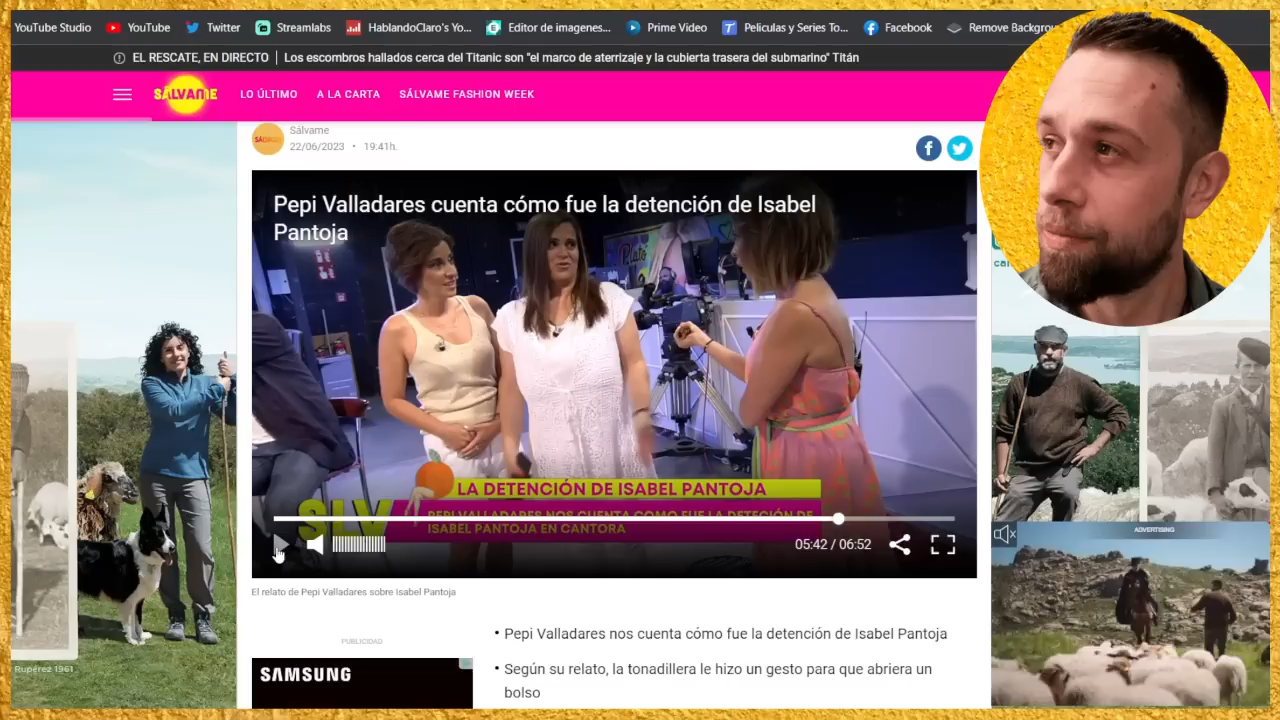 YouTube Studio
YouTube
Twitter
Streamlabs
HablandoClaro's Yo...
Editor de imagenes...
Prime Video
Peliculas y Series To...
Facebook
EL RESCATE, EN DIRECTO
Los escombros hallados cerca del Titanic son "el marco de aterrizaje y la cubierta trasera del submarino" Titán
SÁLVAME
LO ÚLTIMO
A LA CARTA
SÁLVAME FASHION WEEK
Sálvame
22/06/2023 • 19:41h.
Pepi Valladares cuenta cómo fue la detención de Isabel
Pantoja
LA DETENCIÓN DE ISABEL PANTOJA
PEPI VALLADARES NOS CUENTA COMO FUE LA DETECIÓN DE
ISABEL PANTOJA EN CANTORA
05:42 / 06:52
El relato de Pepi Valladares sobre Isabel Pantoja
PUBLICIDAD
SAMSUNG
• Pepi Valladares nos cuenta cómo fue la detención de Isabel Pantoja
• Según su relato, la tonadillera le hizo un gesto para que abriera un
bolso
Rupérez 1961
ADVERTISING